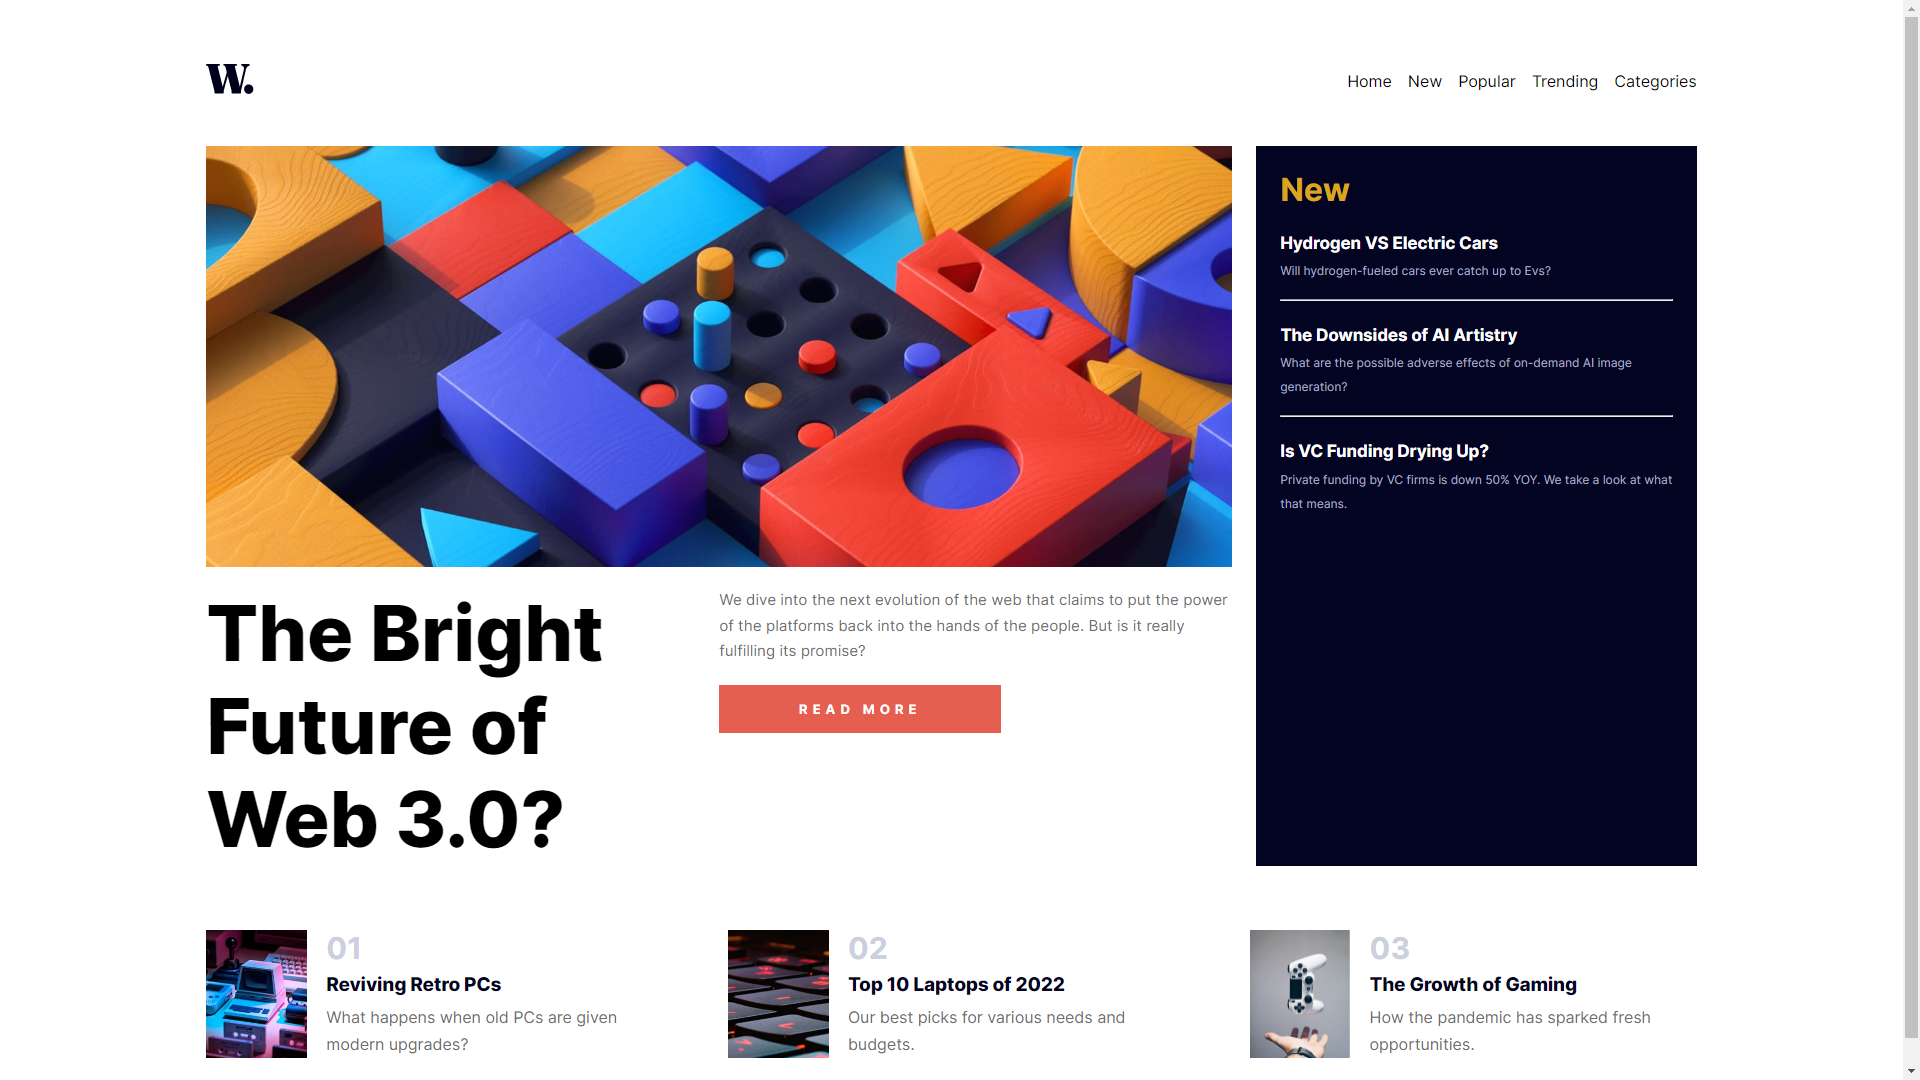 W.
Home New Popular Trending Categories
New
Hydrogen VS Electric Cars
Will hydrogen-fueled cars ever catch up to Evs?
The Downsides of AI Artistry
What are the possible adverse effects of on-demand AI image
generation?
Is VC Funding Drying Up?
Private funding by VC firms is down 50% YOY. We take a look at what
that means.
The Bright
Future of
Web 3.0?
We dive into the next evolution of the web that claims to put the power
of the platforms back into the hands of the people. But is it really
fulfilling its promise?
READ MORE
01
Reviving Retro PCs
What happens when old PCs are given
modern upgrades?
02
Top 10 Laptops of 2022
Our best picks for various needs and
budgets.
03
The Growth of Gaming
How the pandemic has sparked fresh
opportunities.